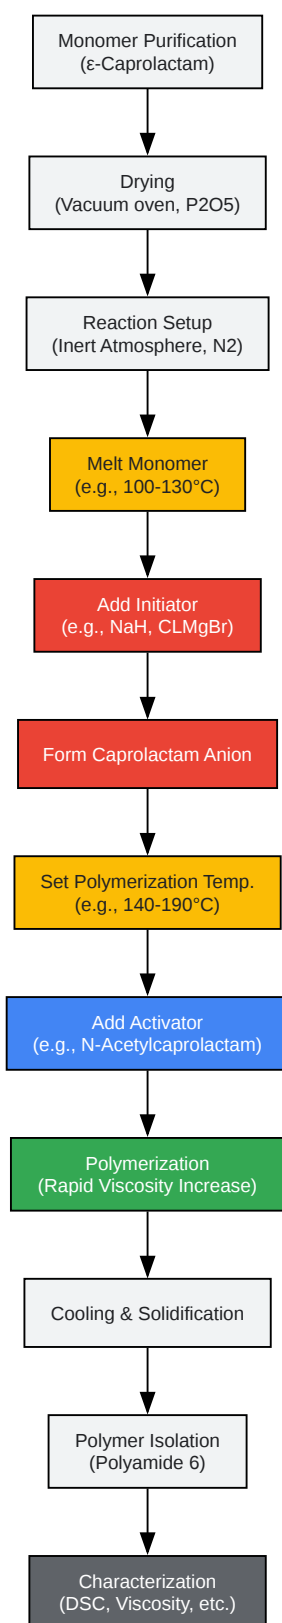 Monomer Purification
(ε-Caprolactam)
Drying
(Vacuum oven, P2O5)
Reaction Setup
(Inert Atmosphere, N2)
Melt Monomer
(e.g., 100-130°C)
Add Initiator
(e.g., NaH, CLMgBr)
Form Caprolactam Anion
Set Polymerization Temp.
(e.g., 140-190°C)
Add Activator
(e.g., N-Acetylcaprolactam)
Polymerization
(Rapid Viscosity Increase)
Cooling & Solidification
Polymer Isolation
(Polyamide 6)
Characterization
(DSC, Viscosity, etc.)